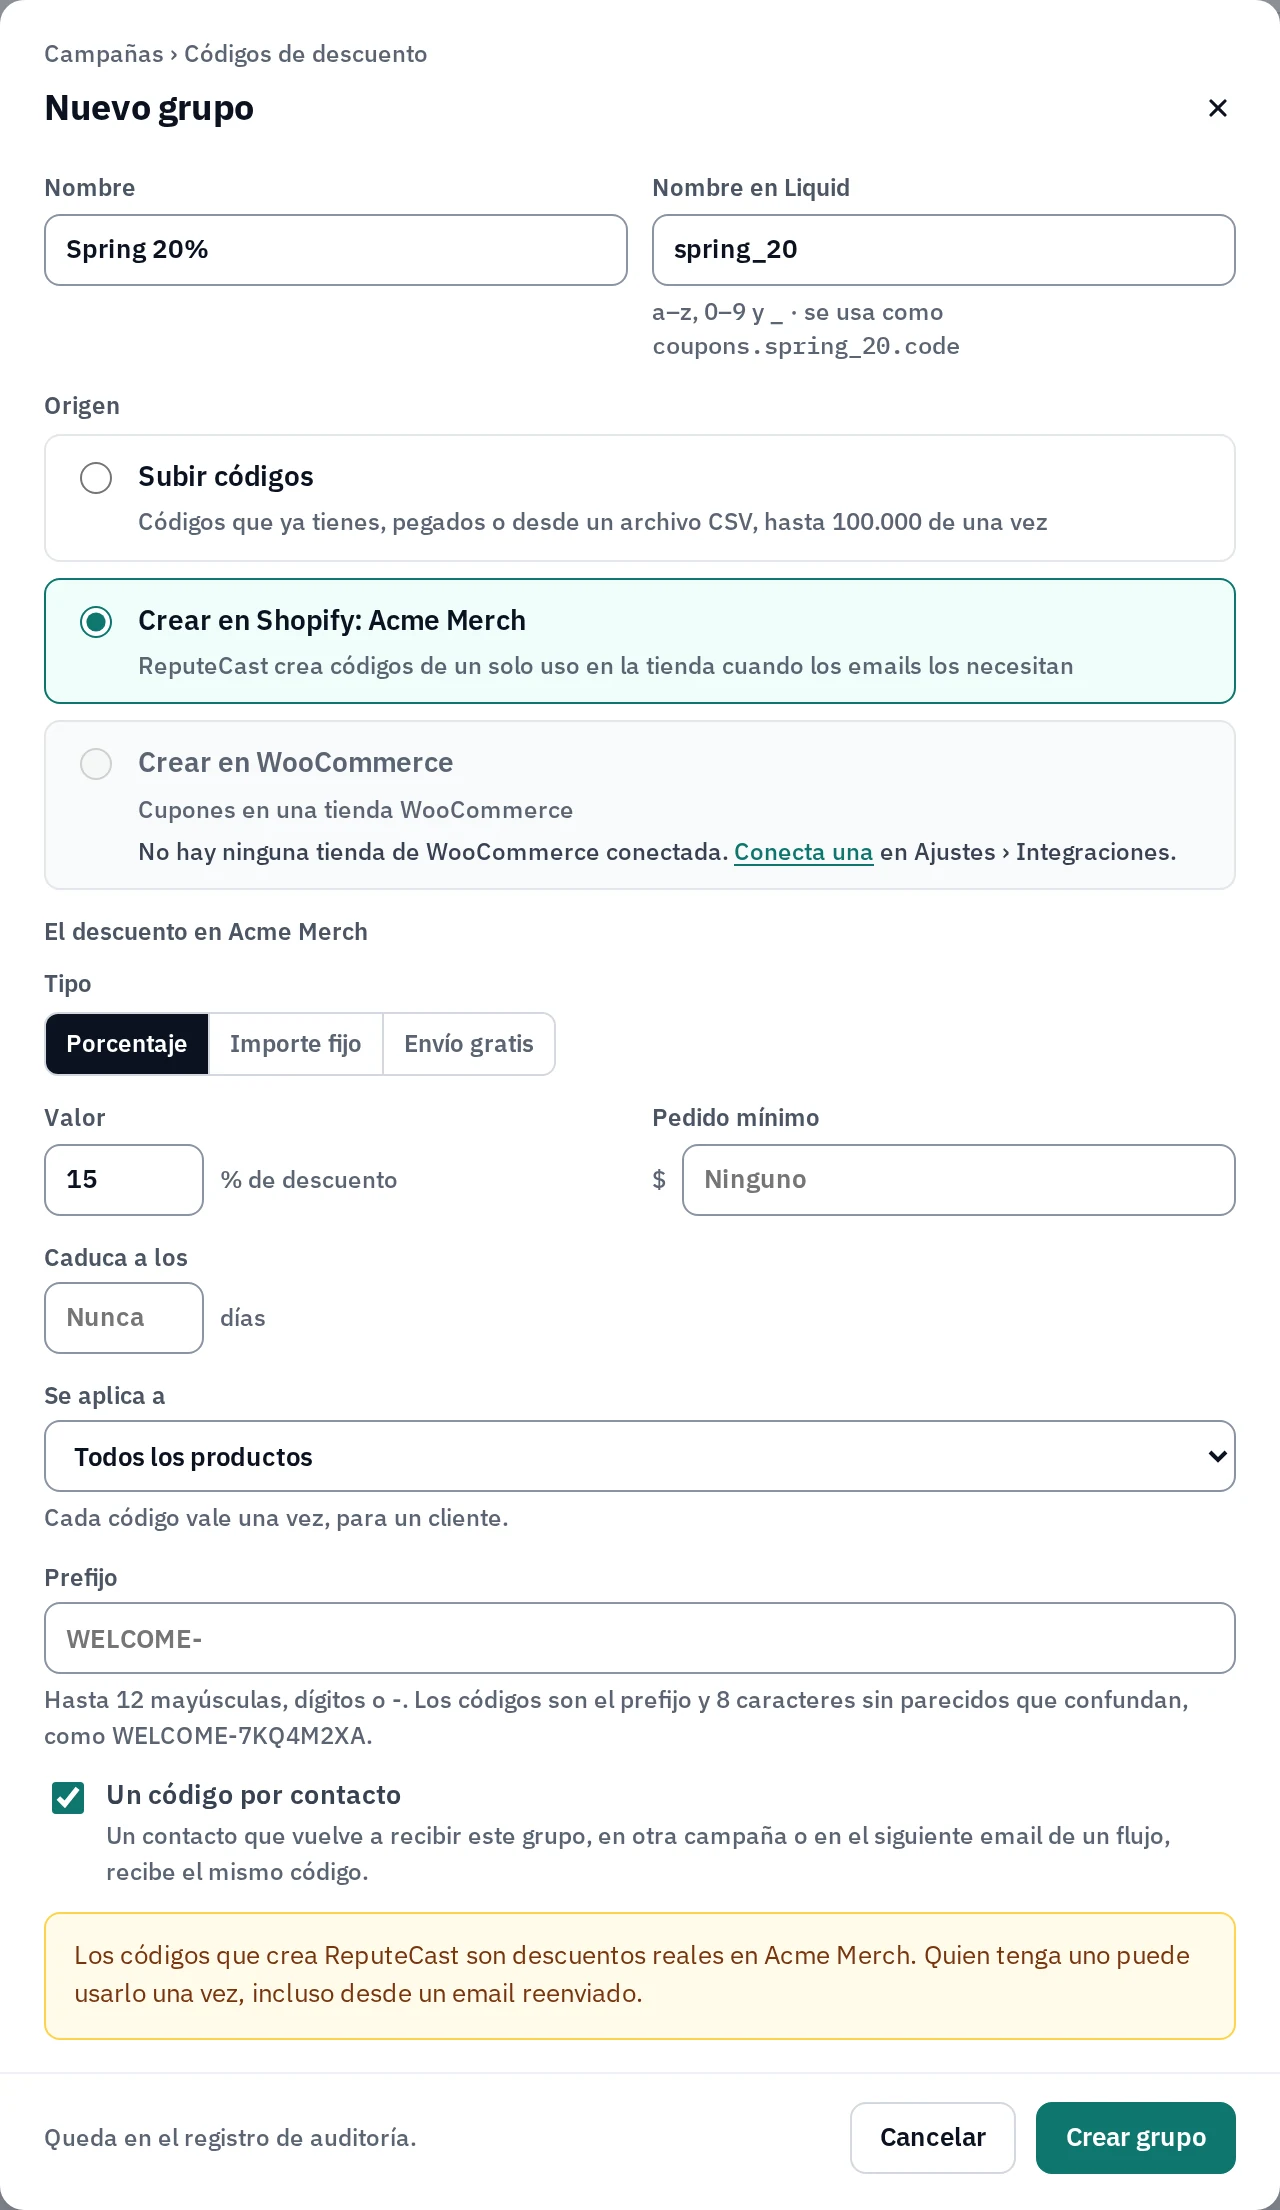 Campañas › Códigos de descuento
Nuevo grupo
Nombre
Nombre en Liquid
Spring 20%
spring_20
a–z, 0–9 y _ · se usa como
coupons.spring_20.code
Origen
Subir códigos
Códigos que ya tienes, pegados o desde un archivo CSV, hasta 100.000 de una vez
Crear en Shopify: Acme Merch
ReputeCast crea códigos de un solo uso en la tienda cuando los emails los necesitan
Crear en WooCommerce
Cupones en una tienda WooCommerce
No hay ninguna tienda de WooCommerce conectada. Conecta una en Ajustes › Integraciones.
El descuento en Acme Merch
Tipo
Porcentaje
Importe fijo
Envío gratis
Valor
Pedido mínimo
15
% de descuento
$
Ninguno
Caduca a los
Nunca
días
Se aplica a
Todos los productos
Cada código vale una vez, para un cliente.
Prefijo
WELCOME-
Hasta 12 mayúsculas, dígitos o -. Los códigos son el prefijo y 8 caracteres sin parecidos que confundan,
como WELCOME-7KQ4M2XA.
Un código por contacto
Un contacto que vuelve a recibir este grupo, en otra campaña o en el siguiente email de un flujo,
recibe el mismo código.
Los códigos que crea ReputeCast son descuentos reales en Acme Merch. Quien tenga uno puede
usarlo una vez, incluso desde un email reenviado.
Queda en el registro de auditoría.
Cancelar
Crear grupo